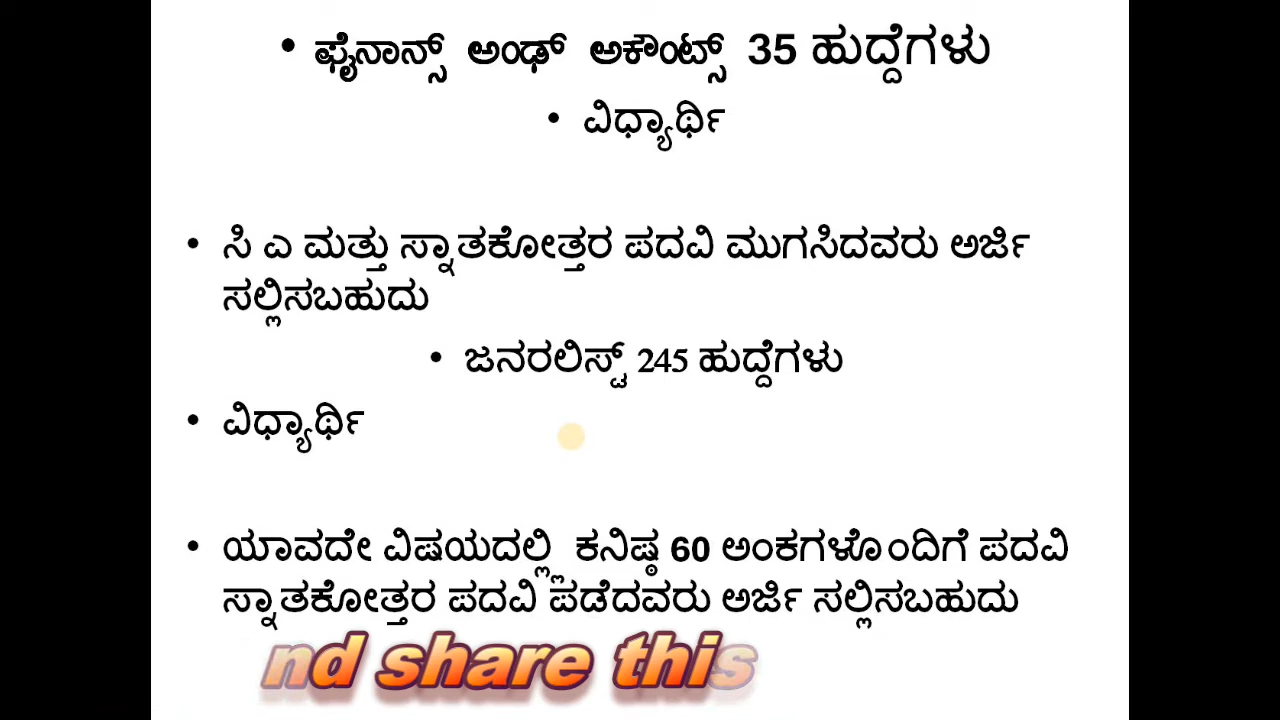 • ಫೈನಾನ್ಸ್ ಅಂಢ್ ಅಕೌಂಟ್ಸ್ 35 ಹುದ್ದೆಗಳು
• ವಿಧ್ಯಾರ್ಥಿ
• ಸಿ ಎ ಮತ್ತು ಸ್ನಾತಕೋತ್ತರ ಪದವಿ ಮುಗಸಿದವರು ಅರ್ಜಿ
ಸಲ್ಲಿಸಬಹುದು
• ಜನರಲಿಸ್ಟ್ 245 ಹುದ್ದೆಗಳು
• ವಿಧ್ಯಾರ್ಥಿ
• ಯಾವದೇ ವಿಷಯದಲ್ಲ್ಲಿ ಕನಿಷ್ಠ 60 ಅಂಕಗಳೊಂದಿಗೆ ಪದವಿ
ಸ್ನಾತಕೋತ್ತರ ಪದವಿ ಪಡೆದವರು ಅರ್ಜಿ ಸಲ್ಲಿಸಬಹುದು
nd share this